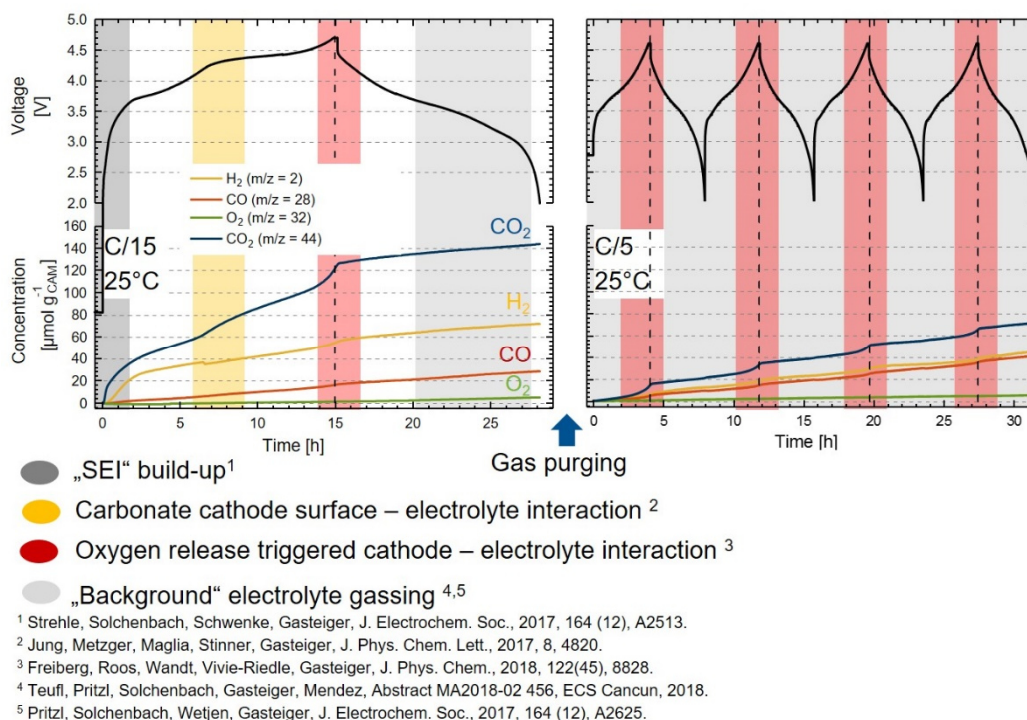 5.0
4.5
4.0
3.5
3.0
2.5
2.0
Voltage
[V]
H2 (m/z = 2)
CO (m/z = 28)
O2 (m/z = 32)
CO2 (m/z = 44)
160
140
120
100
80
60
40
20
0
Concentration
[µmol g-1CAM]
C/15
25°C
CO2
H2
CO
O2
0 5 10 15 20 25
Time [h]
C/5
25°C
0 5 10 15 20 25 30
Time [h]
Gas purging
„SEI“ build-up1
Carbonate cathode surface – electrolyte interaction 2
Oxygen release triggered cathode – electrolyte interaction 3
„Background“ electrolyte gassing 4,5
1 Strehle, Solchenbach, Schwenke, Gasteiger, J. Electrochem. Soc., 2017, 164 (12), A2513.
2 Jung, Metzger, Maglia, Stinner, Gasteiger, J. Phys. Chem. Lett., 2017, 8, 4820.
3 Freiberg, Roos, Wandt, Vivie-Riedle, Gasteiger, J. Phys. Chem., 2018, 122(45), 8828.
4 Teufl, Pritzl, Solchenbach, Gasteiger, Mendez, Abstract MA2018-02 456, ECS Cancun, 2018.
5 Pritzl, Solchenbach, Wetjen, Gasteiger, J. Electrochem. Soc., 2017, 164 (12), A2625.